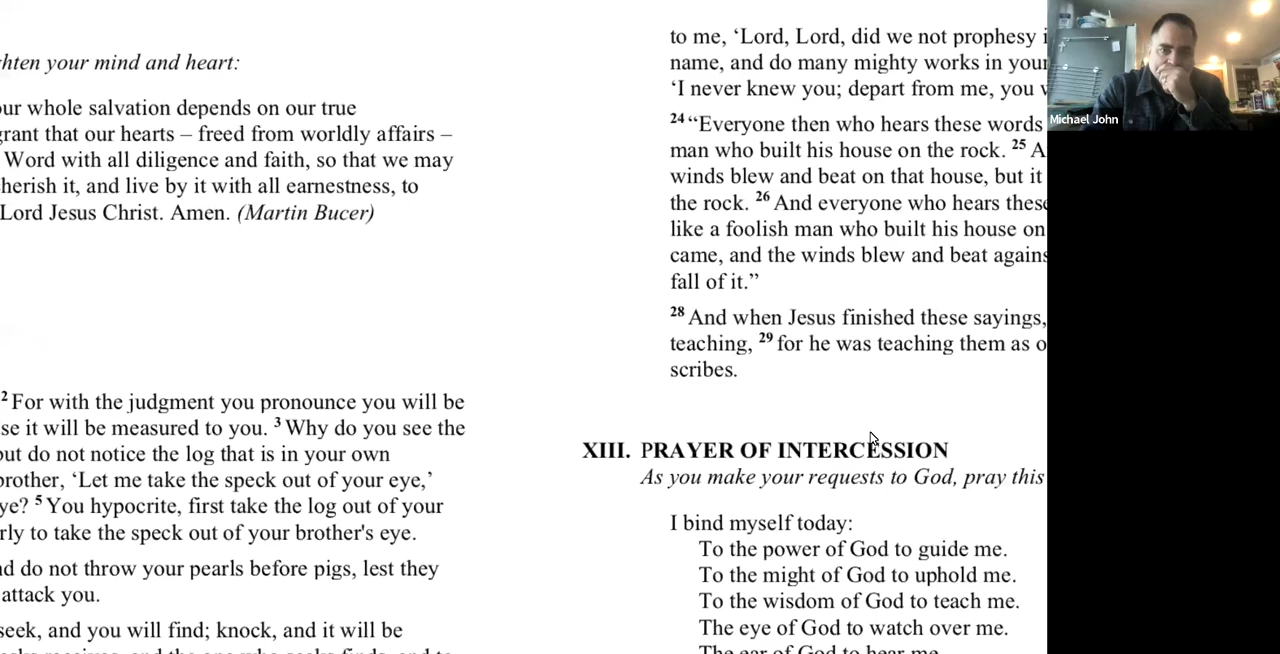 hten your mind and heart:
our whole salvation depends on our true
grant that our hearts – freed from worldly affairs –
Word with all diligence and faith, so that we may
herish it, and live by it with all earnestness, to
Lord Jesus Christ. Amen. (Martin Bucer)
2 For with the judgment you pronounce you will be
se it will be measured to you. 3 Why do you see the
but do not notice the log that is in your own
brother, ‘Let me take the speck out of your eye,’
ye? 5 You hypocrite, first take the log out of your
rly to take the speck out of your brother's eye.
nd do not throw your pearls before pigs, lest they
attack you.
seek, and you will find; knock, and it will be
to me, ‘Lord, Lord, did we not prophesy i
name, and do many mighty works in your
‘I never knew you; depart from me, you
24 “Everyone then who hears these words
man who built his house on the rock. 25 A
winds blew and beat on that house, but it
the rock. 26 And everyone who hears these
like a foolish man who built his house on
came, and the winds blew and beat agains
fall of it.”
28 And when Jesus finished these sayings,
teaching, 29 for he was teaching them as o
scribes.
XIII. PRAYER OF INTERCESSION
As you make your requests to God, pray this
I bind myself today:
To the power of God to guide me.
To the might of God to uphold me.
To the wisdom of God to teach me.
The eye of God to watch over me.
The ear of God to hear me
Michael John